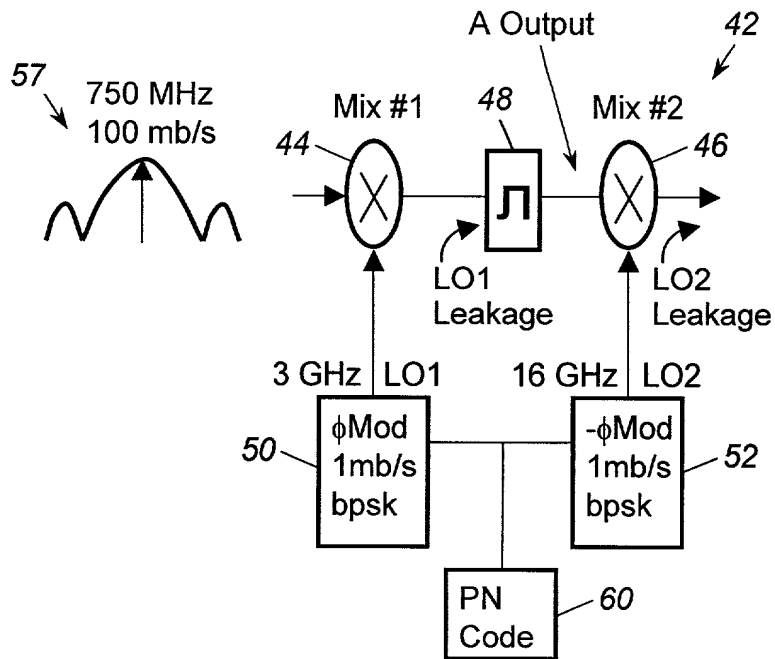 A Output
42
57
750 MHz
100 mb/s
Mix #1
48
Mix #2
44
46
LO1
Leakage
LO2
Leakage
3 GHz LO1
16 GHz LO2
50
ϕMod
1mb/s
bpsk
-ϕMod
1mb/s
bpsk
52
PN
Code
60